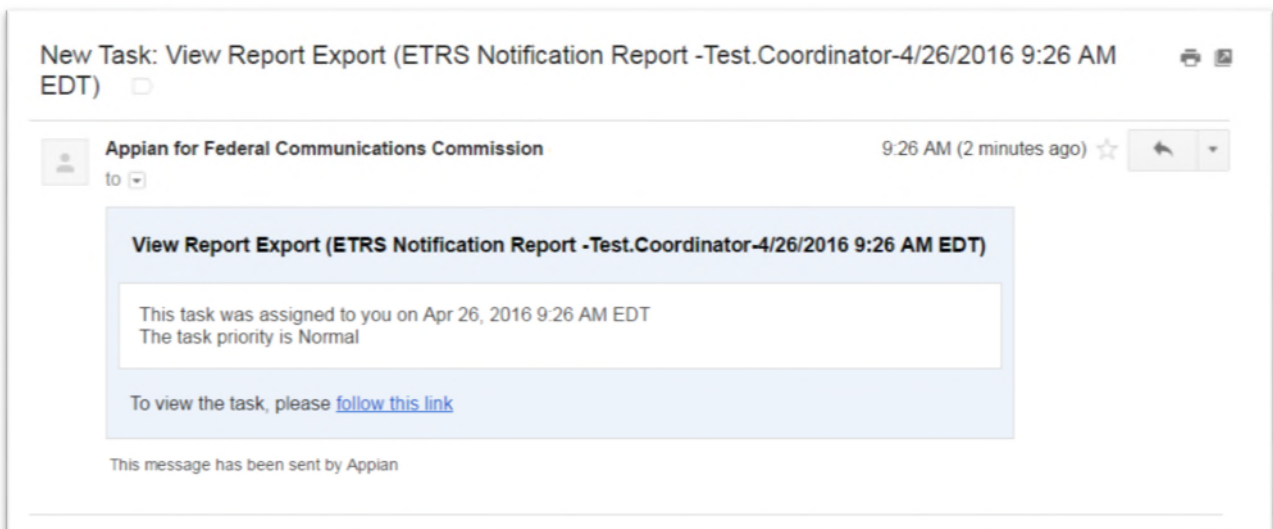 New Task: View Report Export (ETRS Notification Report -Test.Coordinator-4/26/2016 9:26 AM
EDT)
Appian for Federal Communications Commission
9:26 AM (2 minutes ago)
to
View Report Export (ETRS Notification Report -Test.Coordinator-4/26/2016 9:26 AM EDT)
This task was assigned to you on Apr 26, 2016 9:26 AM EDT
The task priority is Normal
To view the task, please follow this link
This message has been sent by Appian